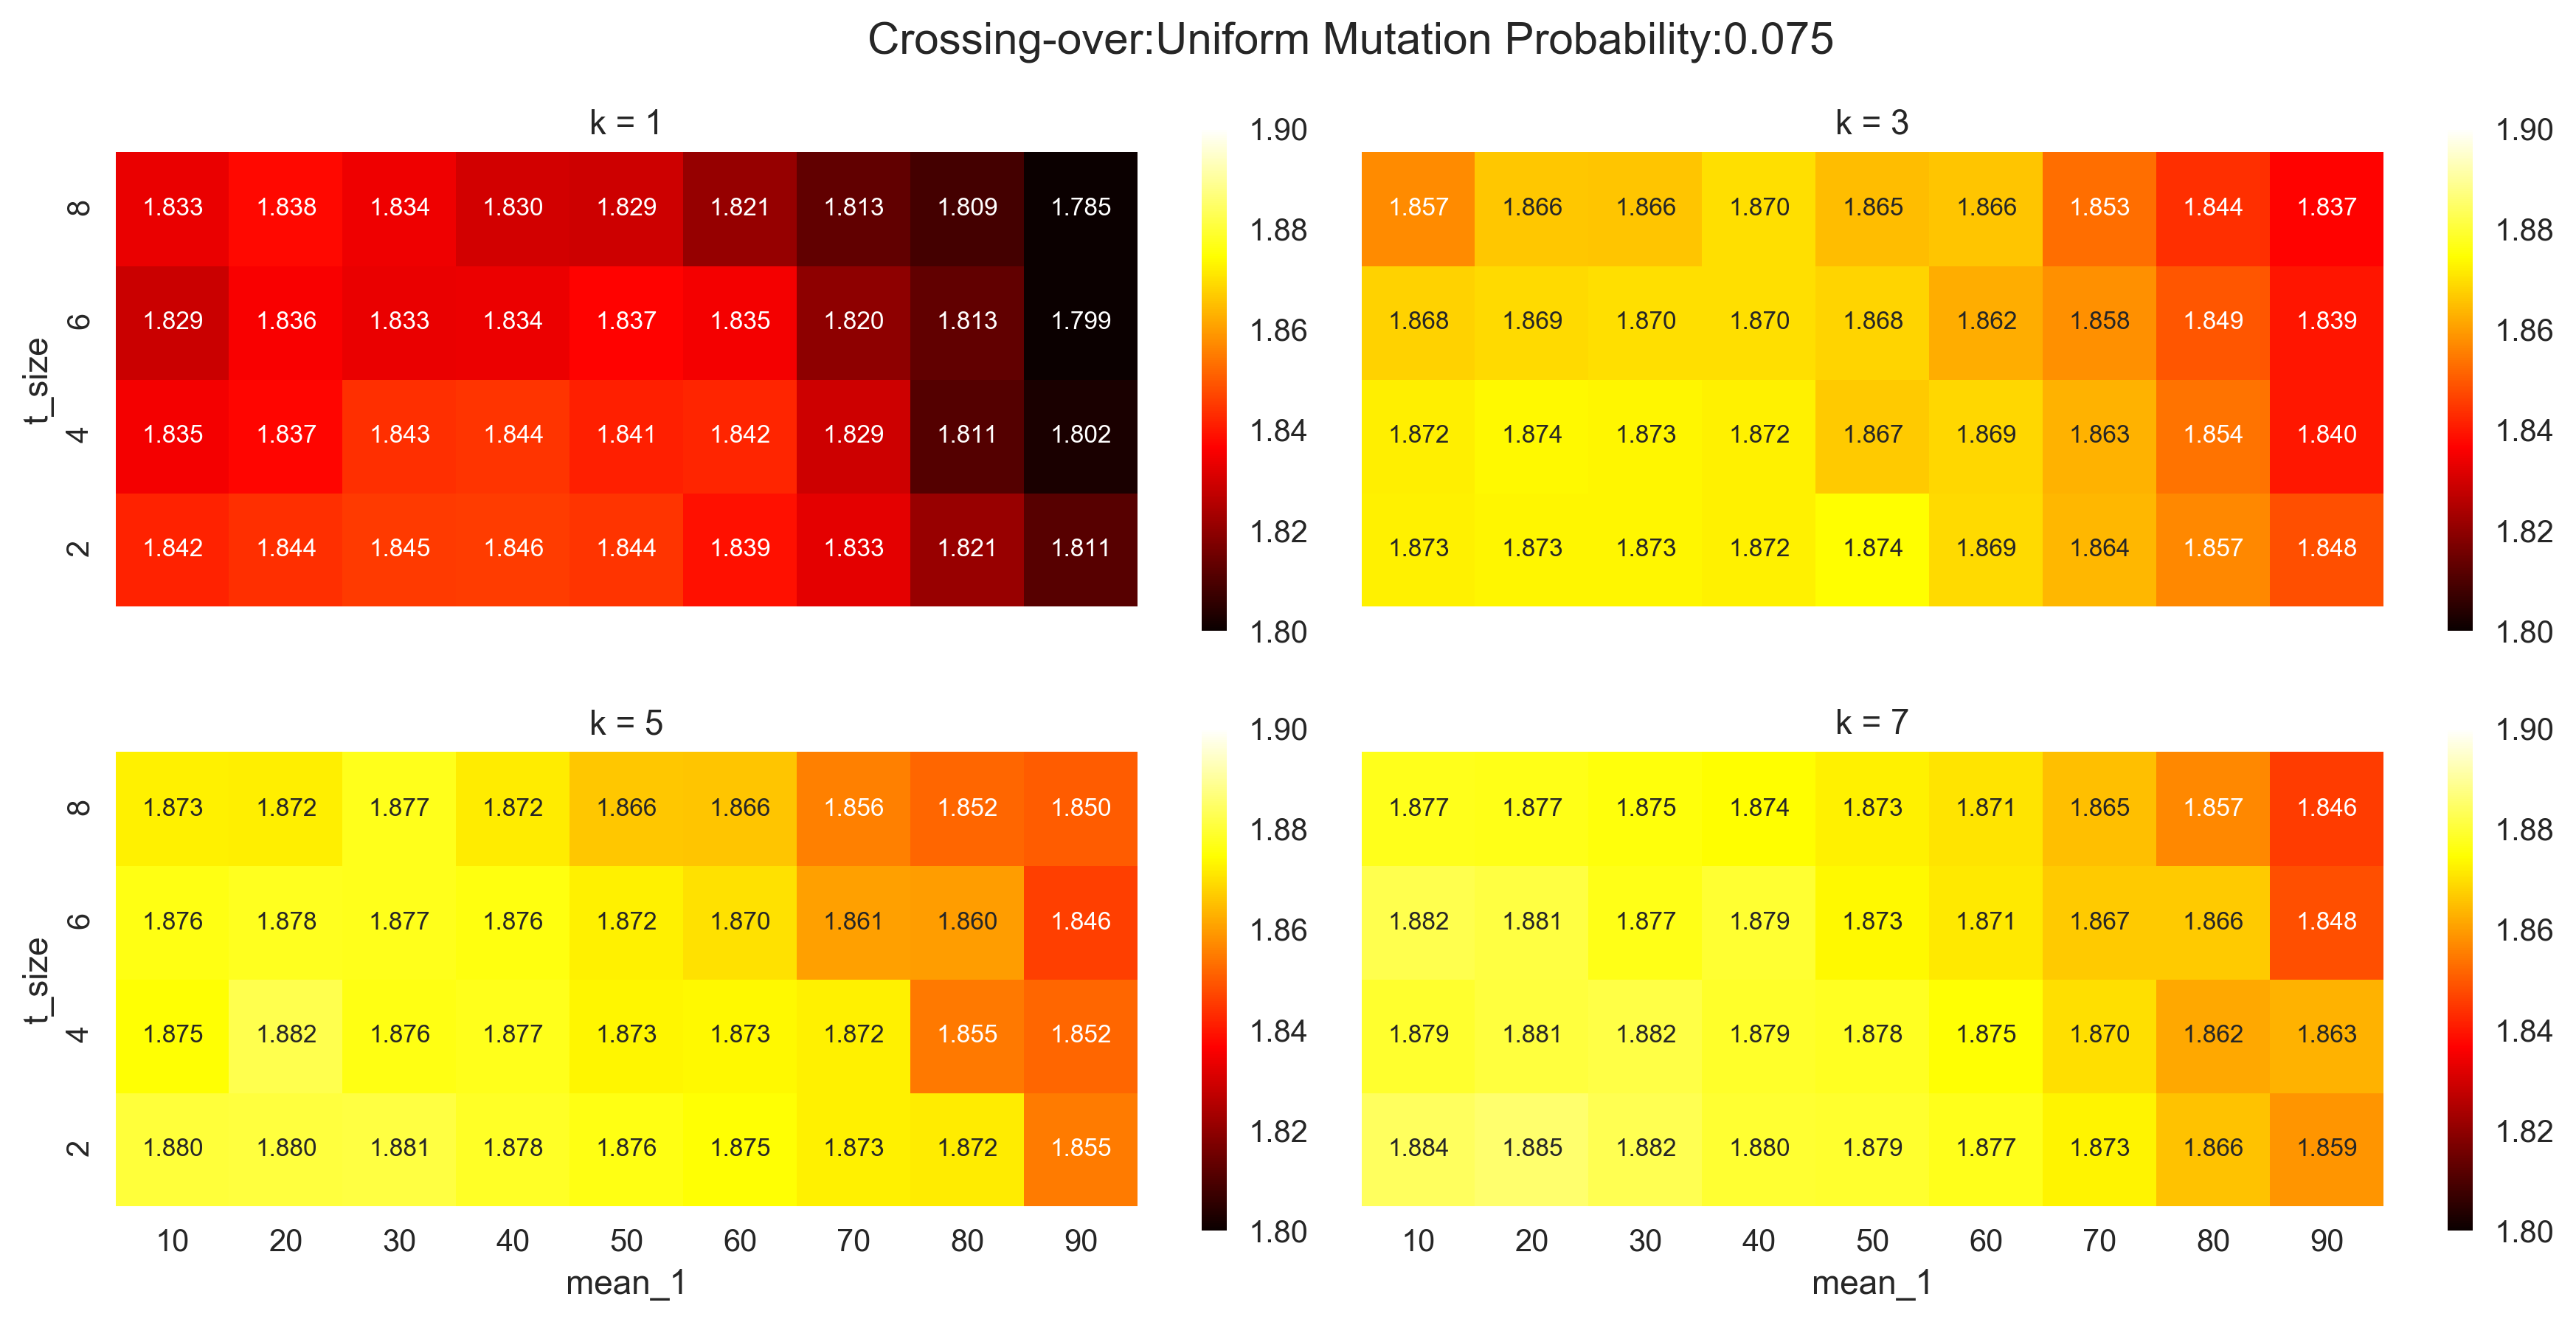 Crossing-over:Uniform Mutation Probability:0.075
k = 1
t_size
8 1.833 1.838 1.834 1.830 1.829 1.821 1.813 1.809 1.785
6 1.829 1.836 1.833 1.834 1.837 1.835 1.820 1.813 1.799
4 1.835 1.837 1.843 1.844 1.841 1.842 1.829 1.811 1.802
2 1.842 1.844 1.845 1.846 1.844 1.839 1.833 1.821 1.811
1.90
1.88
1.86
1.84
1.82
1.80
k = 3
1.857 1.866 1.866 1.870 1.865 1.866 1.853 1.844 1.837
1.868 1.869 1.870 1.870 1.868 1.862 1.858 1.849 1.839
1.872 1.874 1.873 1.872 1.867 1.869 1.863 1.854 1.840
1.873 1.873 1.873 1.872 1.874 1.869 1.864 1.857 1.848
1.90
1.88
1.86
1.84
1.82
1.80
k = 5
t_size
8 1.873 1.872 1.877 1.872 1.866 1.866 1.856 1.852 1.850
6 1.876 1.878 1.877 1.876 1.872 1.870 1.861 1.860 1.846
4 1.875 1.882 1.876 1.877 1.873 1.873 1.872 1.855 1.852
2 1.880 1.880 1.881 1.878 1.876 1.875 1.873 1.872 1.855
10 20 30 40 50 60 70 80 90
mean_1
1.90
1.88
1.86
1.84
1.82
1.80
k = 7
1.877 1.877 1.875 1.874 1.873 1.871 1.865 1.857 1.846
1.882 1.881 1.877 1.879 1.873 1.871 1.867 1.866 1.848
1.879 1.881 1.882 1.879 1.878 1.875 1.870 1.862 1.863
1.884 1.885 1.882 1.880 1.879 1.877 1.873 1.866 1.859
10 20 30 40 50 60 70 80 90
mean_1
1.90
1.88
1.86
1.84
1.82
1.80